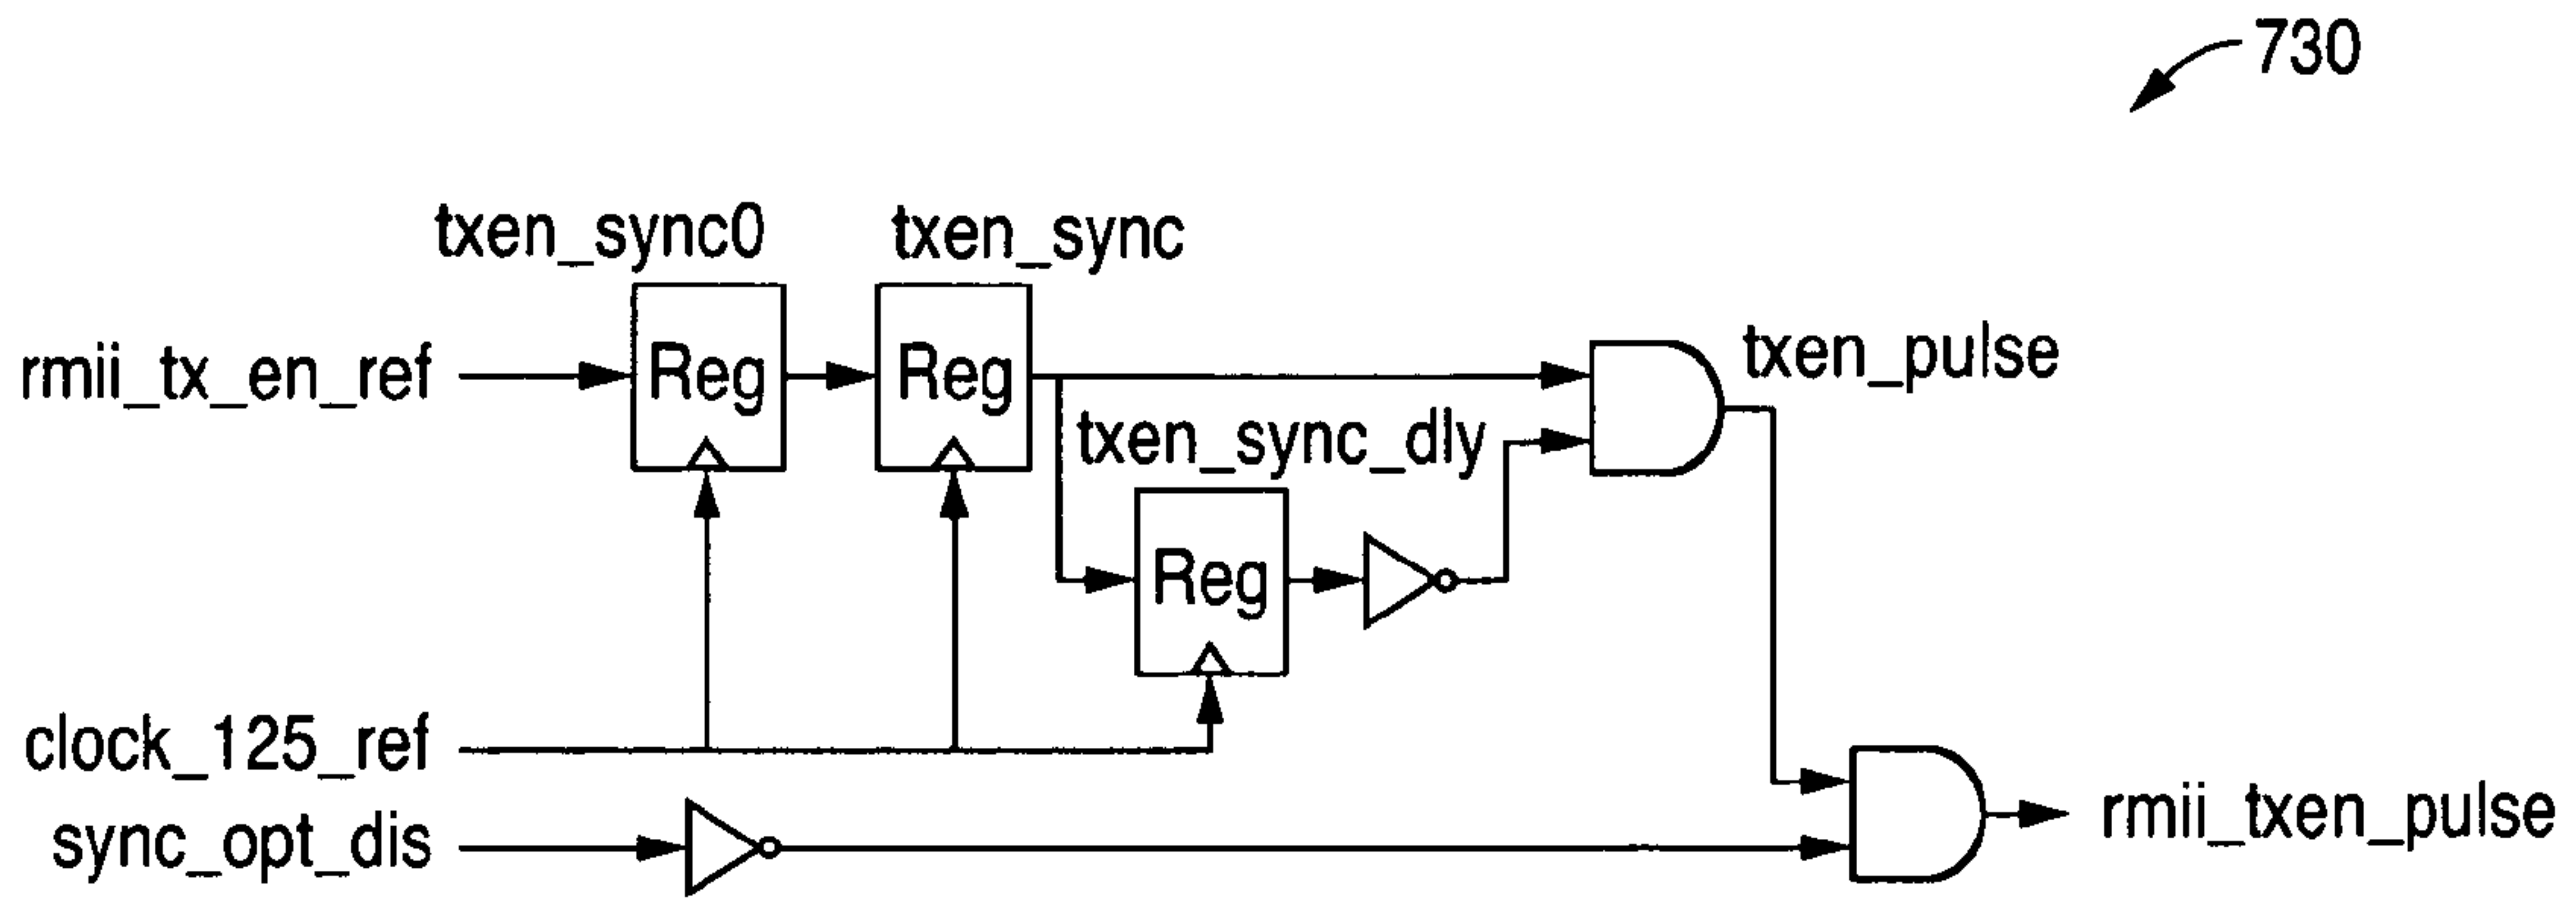 730
txen_sync0
txen_sync
rmii_tx_en_ref
Reg
Reg
txen_pulse
txen_sync_dly
Reg
clock_125_ref
sync_opt_dis
rmii_txen_pulse